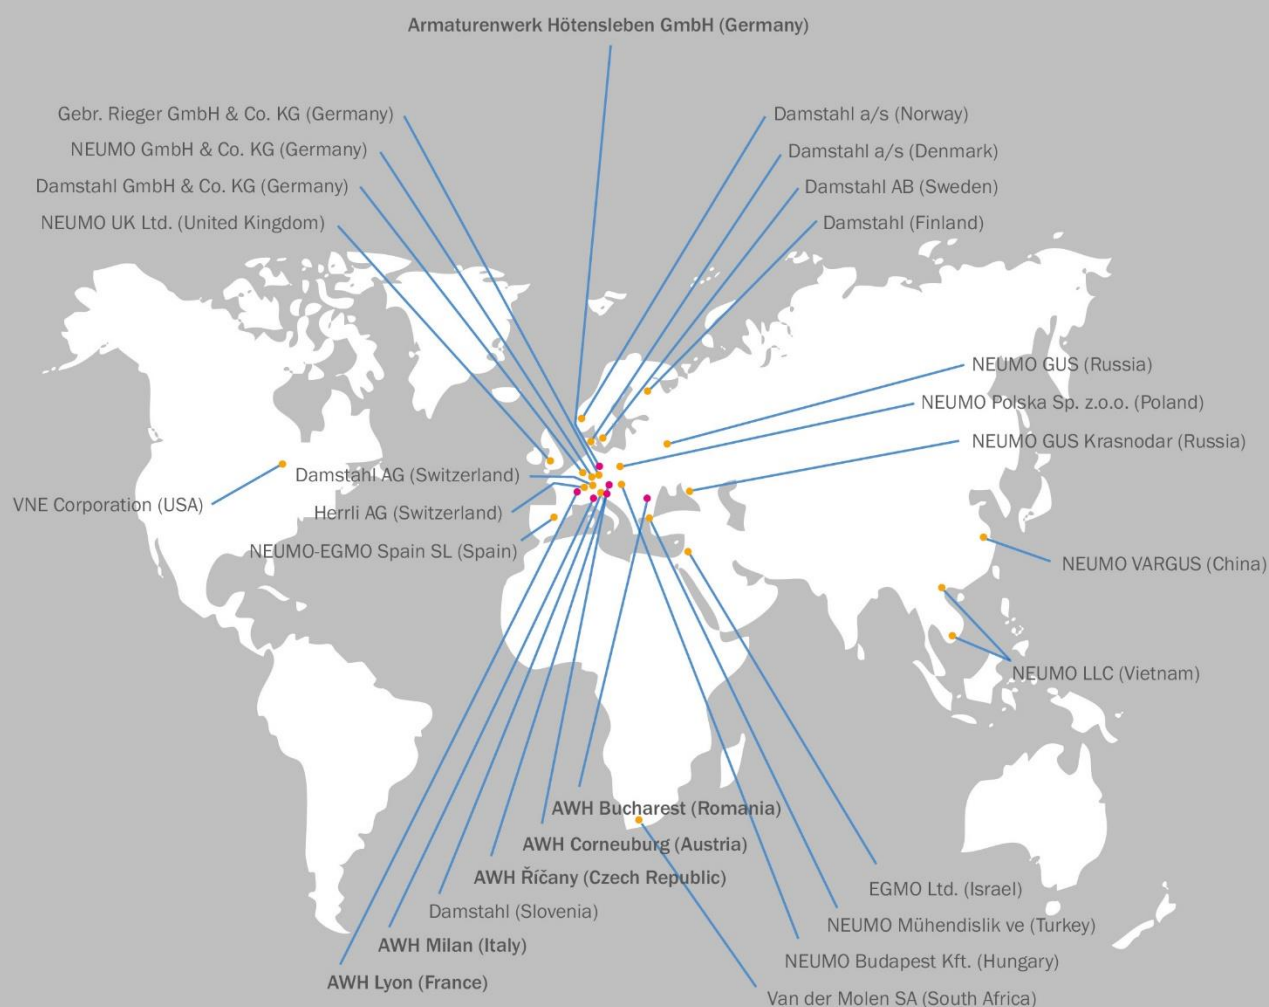 Armaturenwerk Hötensleben GmbH (Germany)
Gebr. Rieger GmbH & Co. KG (Germany)
NEUMO GmbH & Co. KG (Germany)
Damstahl GmbH & Co. KG (Germany)
NEUMO UK Ltd. (United Kingdom)
Damstahl a/s (Norway)
Damstahl a/s (Denmark)
Damstahl AB (Sweden)
Damstahl (Finland)
NEUMO GUS (Russia)
NEUMO Polska Sp. z.o.o. (Poland)
NEUMO GUS Krasnodar (Russia)
Damstahl AG (Switzerland)
VNE Corporation (USA)
Herrli AG (Switzerland)
NEUMO-EGMO Spain SL (Spain)
NEUMO VARGUS (China)
NEUMO LLC (Vietnam)
AWH Bucharest (Romania)
AWH Corneuburg (Austria)
AWH Říčany (Czech Republic)
Damstahl (Slovenia)
AWH Milan (Italy)
AWH Lyon (France)
EGMO Ltd. (Israel)
NEUMO Mühendislik ve (Turkey)
NEUMO Budapest Kft. (Hungary)
Van der Molen SA (South Africa)